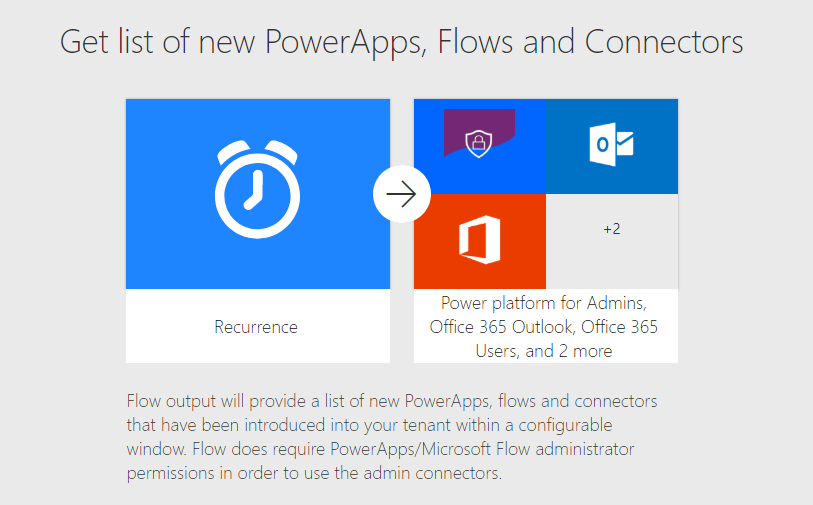 Get list of new PowerApps, Flows and Connectors
O
+2
Recurrence
Power platform for Admins,
Office 365 Outlook, Office 365
Users, and 2 more
Flow output will provide a list of new PowerApps, flows and connectors
that have been introduced into your tenant within a configurable
window. Flow does require PowerApps/Microsoft Flow administrator
permissions in order to use the admin connectors.